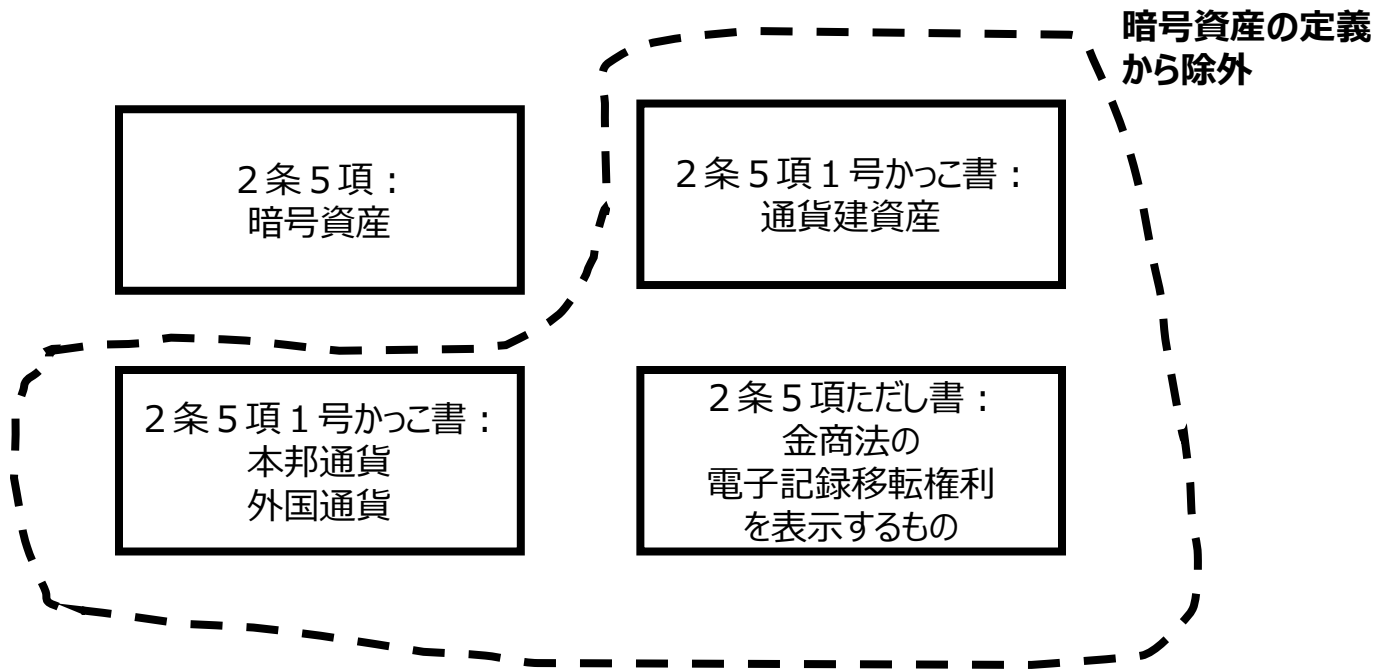 暗号資産の定義
から除外
２条５項：
暗号資産
２条５項１号かっこ書：
通貨建資産
２条５項１号かっこ書：
本邦通貨
外国通貨
２条５項ただし書：
金商法の
電子記録移転権利
を表示するもの